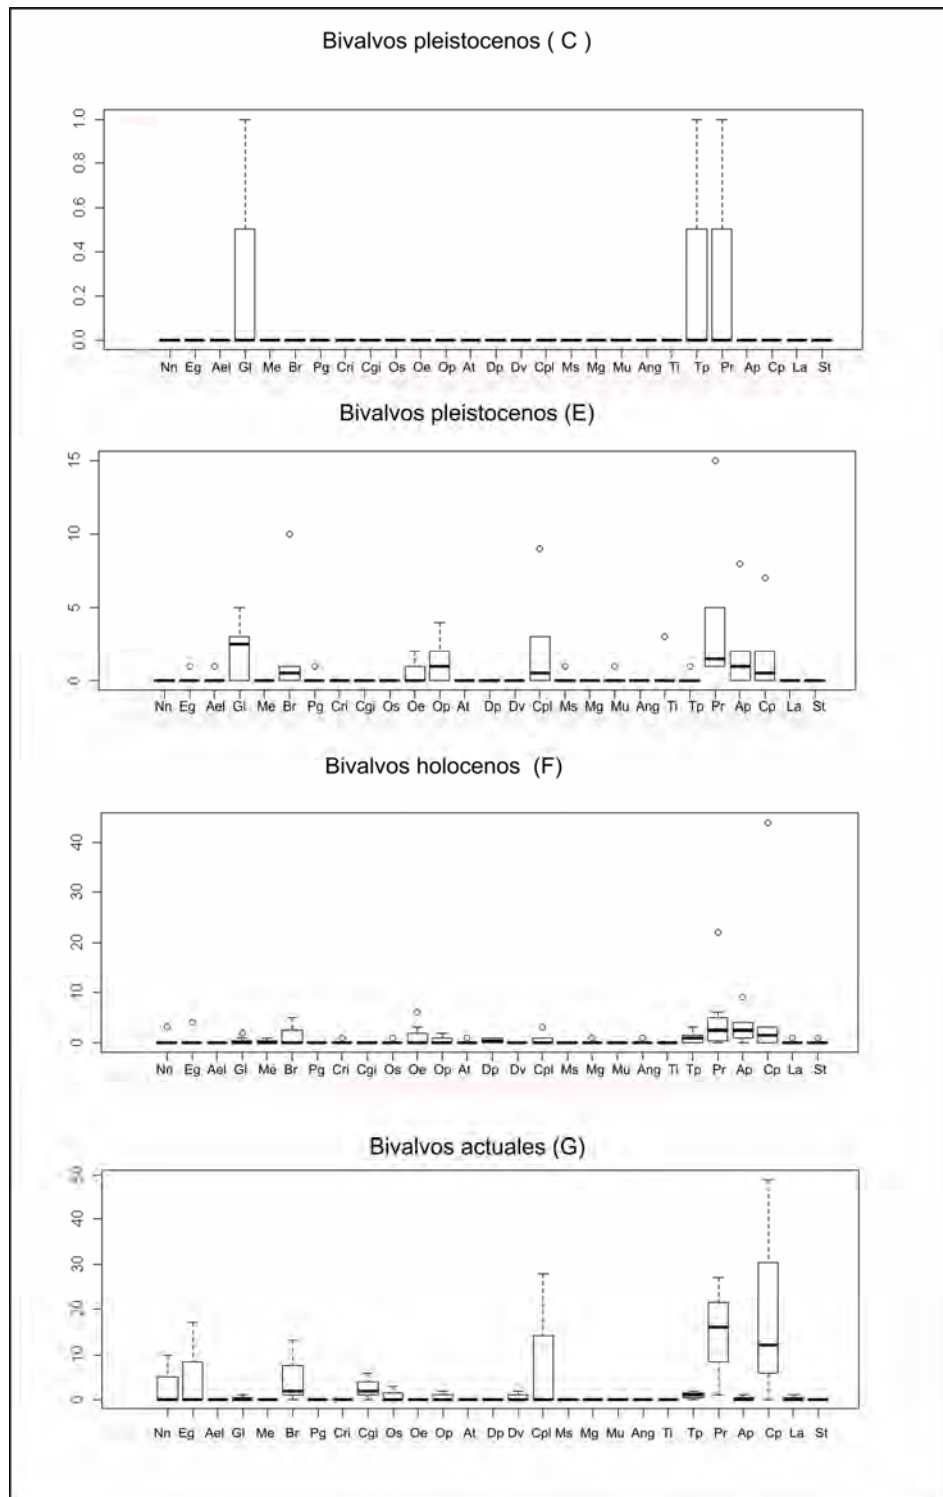 Bivalvos pleistocenos ( C )
1.0
0.8
0.6
0.4
0.2
0.0
Nn Eg Ael Gl Me Br Pg Cri Cgi Os Oe Op At Dp Dv Cpl Ms Mg Mu Ang Ti Tp Pr Ap Cp La St
Bivalvos pleistocenos (E)
15
10
5
0
Nn Eg Ael Gl Me Br Pg Cri Cgi Os Oe Op At Dp Dv Cpl Ms Mg Mu Ang Ti Tp Pr Ap Cp La St
Bivalvos holocenos (F)
40
30
20
10
0
Nn Eg Ael Gl Me Br Pg Cri Cgi Os Oe Op At Dp Dv Cpl Ms Mg Mu Ang Ti Tp Pr Ap Cp La St
Bivalvos actuales (G)
50
40
30
20
10
0
Nn Eg Ael Gl Me Br Pg Cri Cgi Os Oe Op At Dp Dv Cpl Ms Mg Mu Ang Ti Tp Pr Ap Cp La St